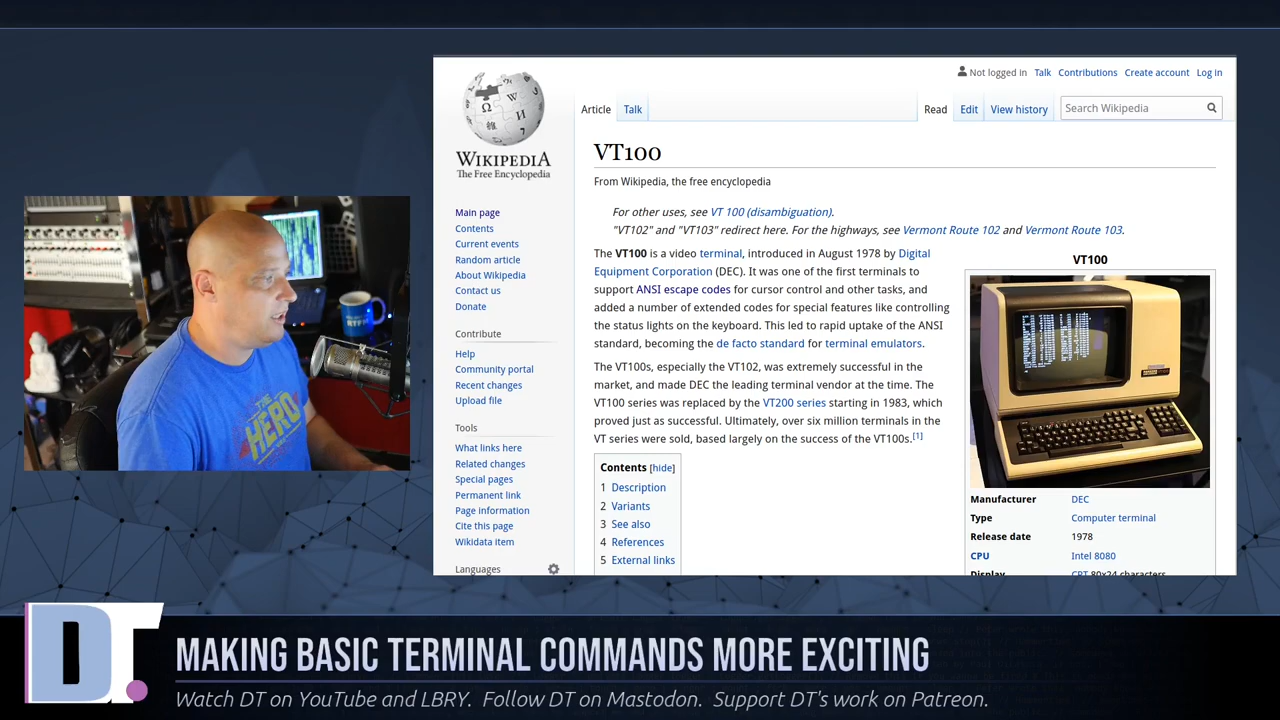 Not logged in Talk Contributions Create account Log in
WIKIPEDIA
The Free Encyclopedia
Article Talk
Read Edit View history Search Wikipedia
Main page
Contents
Current events
Random article
About Wikipedia
Contact us
Donate
Contribute
Help
Community portal
Recent changes
Upload file
Tools
What links here
Related changes
Special pages
Permanent link
Page information
Cite this page
Wikidata item
Languages
VT100
From Wikipedia, the free encyclopedia
For other uses, see VT 100 (disambiguation).
"VT102" and "VT103" redirect here. For the highways, see Vermont Route 102 and Vermont Route 103.
The VT100 is a video terminal, introduced in August 1978 by Digital
Equipment Corporation (DEC). It was one of the first terminals to
support ANSI escape codes for cursor control and other tasks, and
added a number of extended codes for special features like controlling
the status lights on the keyboard. This led to rapid uptake of the ANSI
standard, becoming the de facto standard for terminal emulators.
The VT100s, especially the VT102, was extremely successful in the
market, and made DEC the leading terminal vendor at the time. The
VT100 series was replaced by the VT200 series starting in 1983, which
proved just as successful. Ultimately, over six million terminals in the
VT series were sold, based largely on the success of the VT100s.[1]
Contents [hide]
1 Description
2 Variants
3 See also
4 References
5 External links
VT100
Manufacturer DEC
Type Computer terminal
Release date 1978
CPU Intel 8080
Display CRT 80x24 characters
THE
HERO
RTFM
DT.
MAKING BASIC TERMINAL COMMANDS MORE EXCITING
Watch DT on YouTube and LBRY. Follow DT on Mastodon. Support DT's work on Patreon.